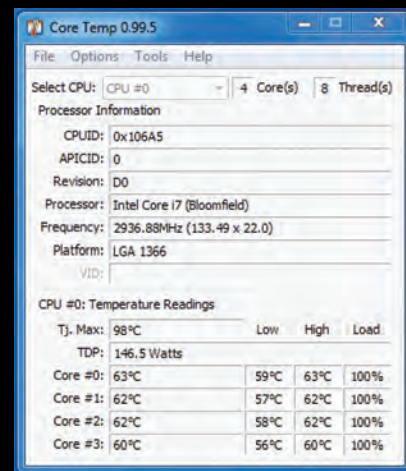 Core Temp 0.99.5
File Options Tools Help
Select CPU: CPU #0 4 Core(s) 8 Thread(s)
Processor Information
CPUID: 0x106A5
APICID: 0
Revision: D0
Processor: Intel Core i7 (Bloomfield)
Frequency: 2936.88MHz (133.49 x 22.0)
Platform: LGA 1366
VID:
CPU #0: Temperature Readings
Tj. Max: 98°C Low High Load
TDP: 146.5 Watts
Core #0: 63°C 59°C 63°C 100%
Core #1: 62°C 57°C 62°C 100%
Core #2: 62°C 58°C 62°C 100%
Core #3: 60°C 56°C 60°C 100%